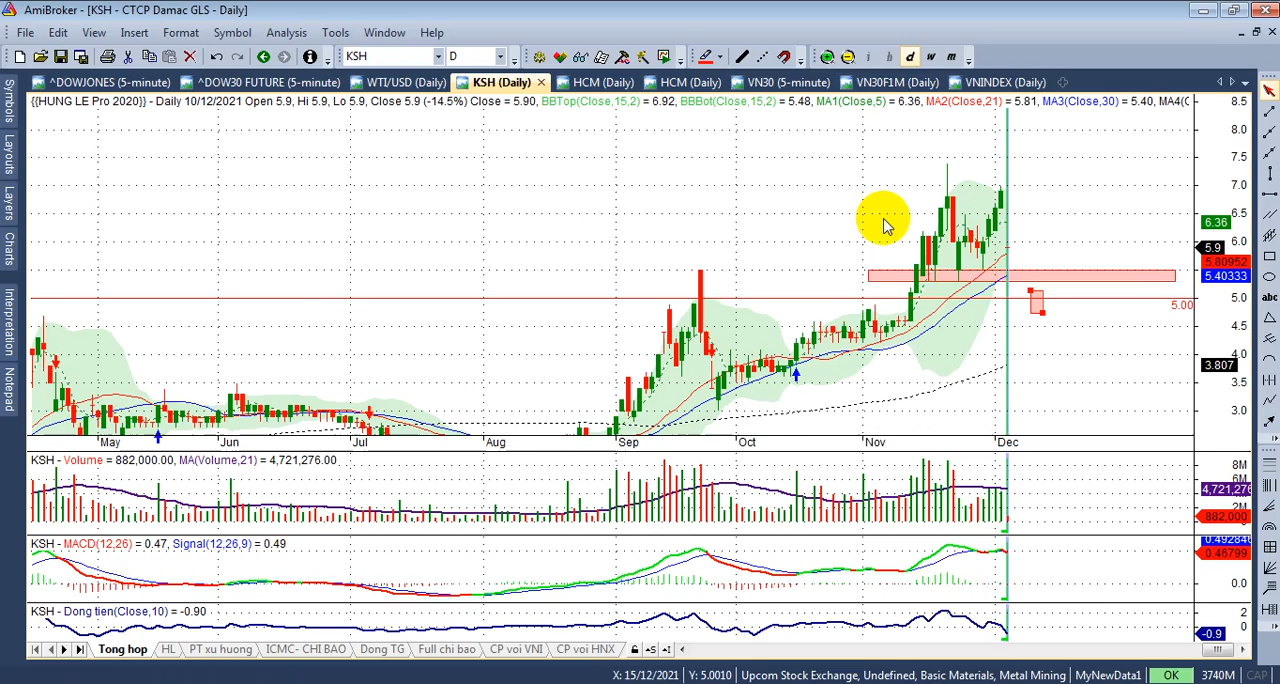 AmiBroker - [KSH - CTCP Damac GLS - Daily]
File Edit View Insert Format Symbol Analysis Tools Window Help
KSH D
i h d w m
^DOWJONES (5-minute) ^DOW30 FUTURE (5-minute) WTI/USD (Daily) KSH (Daily) HCM (Daily) HCM (Daily) VN30 (5-minute) VN30F1M (Daily) VNINDEX (Daily)
Symbols
Layouts
Yours
Charts
Interpretation
Notepad
{{HUNG LE Pro 2020}} - Daily 10/12/2021 Open 5.9, Hi 5.9, Lo 5.9, Close 5.9 (-14.5%) Close = 5.90, BBTop(Close,15,2) = 6.92, BBBot(Close,15,2) = 5.48, MA1(Close,5) = 6.36, MA2(Close,21) = 5.81, MA3(Close,30) = 5.40, MA4(C
8.5
8.0
7.5
7.0
6.5
6.36
6.0
5.9
5.80952
5.40333
5.0
5.00
4.5
4.0
3.807
3.5
3.0
May Jun Jul Aug Sep Oct Nov Dec
KSH - Volume = 882,000.00, MA(Volume,21) = 4,721,276.00
8M
6M
4,721,276
2M
882,000
KSH - MACD(12,26) = 0.47, Signal(12,26,9) = 0.49
0.492846
0.46799
0.0
KSH - Dong tien(Close,10) = -0.90
2
0
-0.9
Tong hop HL PT xu huong ICMC- CHI BAO Dong TG Full chi bao CP voi VNI CP voi HNX
abc
X: 15/12/2021 Y: 5.0010 Upcom Stock Exchange, Undefined, Basic Materials, Metal Mining MyNewData1 OK 3740M CAP